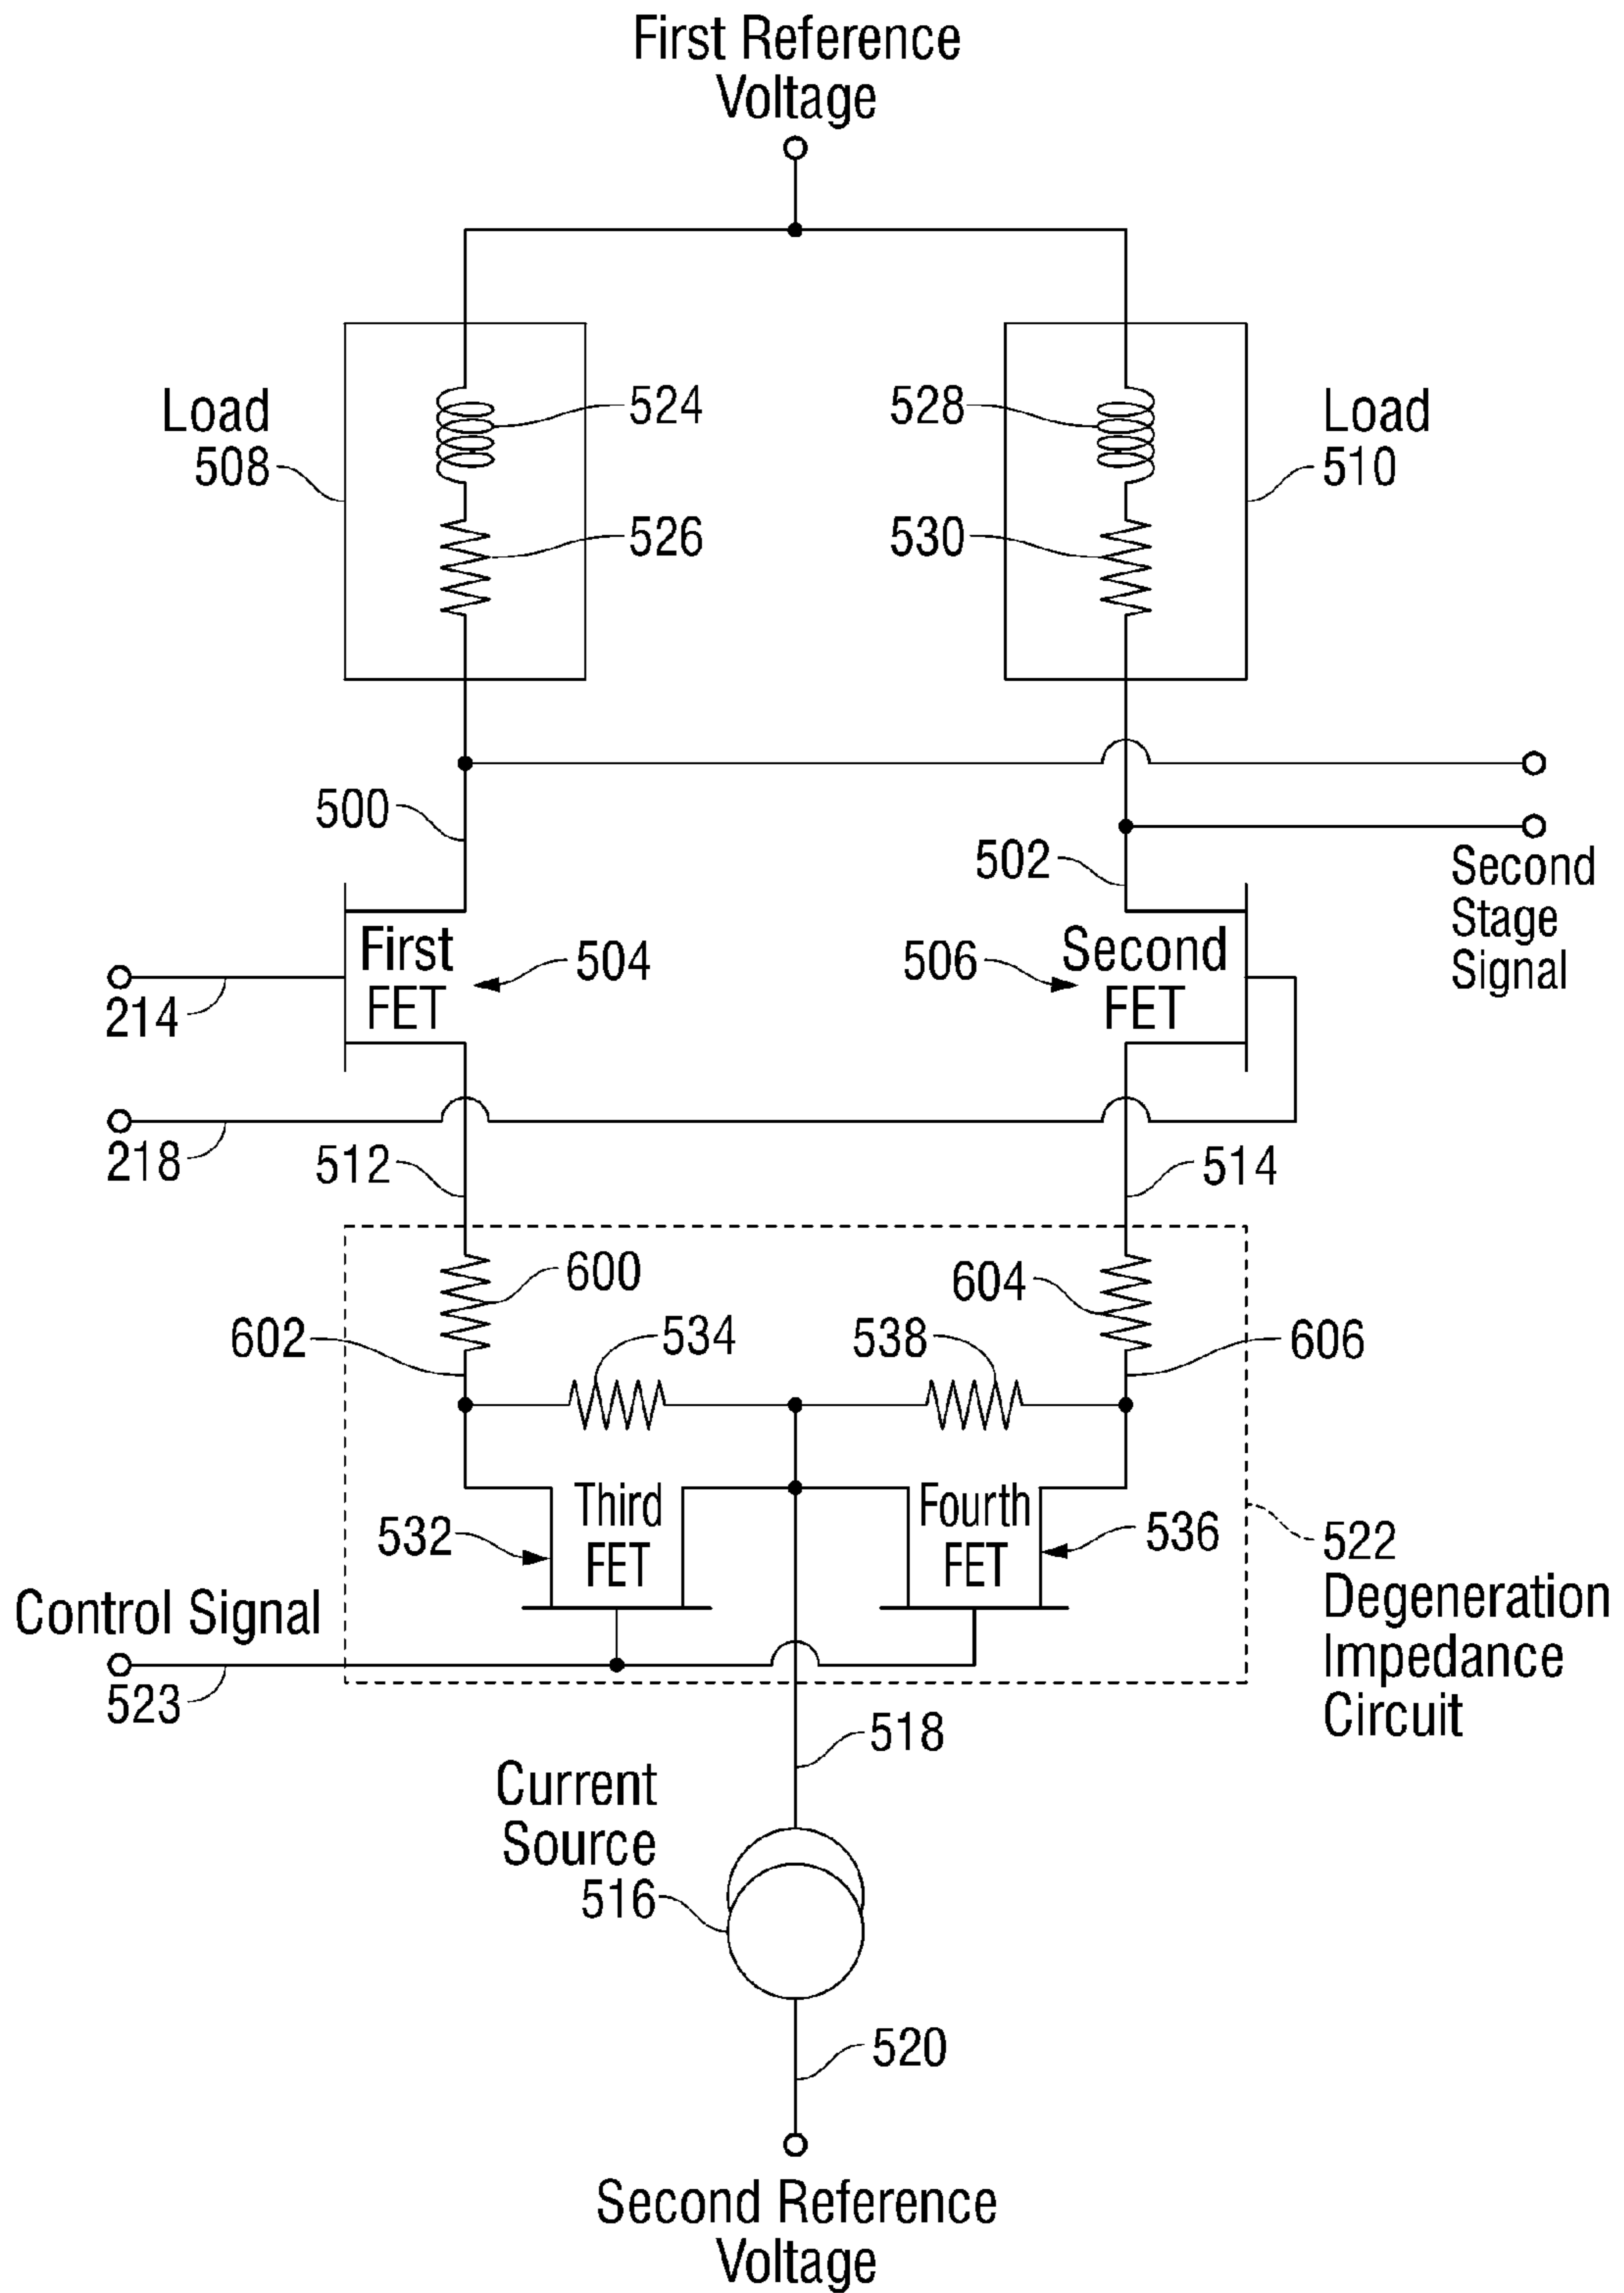 First Reference
Voltage
Load
508
524
526
528
530
Load
510
500
502
Second
Stage
Signal
First
FET
504
506
Second
FET
214
218
512
514
600
604
602
534
538
606
Third
FET
532
Fourth
FET
536
522
Degeneration
Impedance
Circuit
Control Signal
523
518
Current
Source
516
520
Second Reference
Voltage